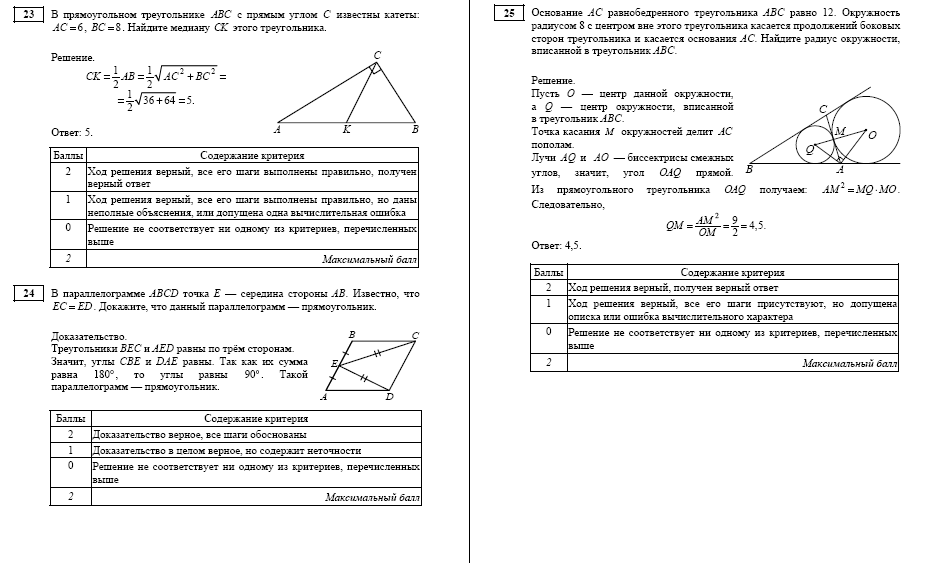 23
В прямоугольном треугольнике ABC с прямым углом C известны катеты:
AC = 6, BC = 8. Найдите медиану CK этого треугольника.
Решение.
CK = 1/2 AB = 1/2 √(AC² + BC²) =
= 1/2 √(36 + 64) = 5.
C
A K B
Ответ: 5.
Баллы Содержание критерия
2 Ход решения верный, все его шаги выполнены правильно, получен
верный ответ
1 Ход решения верный, все его шаги выполнены правильно, но даны
неполные объяснения, или допущена одна вычислительная ошибка
0 Решение не соответствует ни одному из критериев, перечисленных
выше
2 Максимальный балл
24
В параллелограмме ABCD точка E — середина стороны AB. Известно, что
EC = ED. Докажите, что данный параллелограмм — прямоугольник.
Доказательство.
Треугольники BEC и AED равны по трём сторонам.
Значит, углы CBE и DAE равны. Так как их сумма
равна 180°, то углы равны 90°. Такой
параллелограмм — прямоугольник.
B C
E
A D
Баллы Содержание критерия
2 Доказательство верное, все шаги обоснованы
1 Доказательство в целом верное, но содержит неточности
0 Решение не соответствует ни одному из критериев, перечисленных
выше
2 Максимальный балл
25
Основание AC равнобедренного треугольника ABC равно 12. Окружность
радиусом 8 с центром вне этого треугольника касается продолжений боковых
сторон треугольника и касается основания AC. Найдите радиус окружности,
вписанной в треугольник ABC.
Решение.
Пусть O — центр данной окружности,
а Q — центр окружности, вписанной
в треугольник ABC.
Точка касания M окружностей делит AC
пополам.
Лучи AQ и AO — биссектрисы смежных
углов, значит, угол OAQ прямой.
C
M O
Q
B A
Из прямоугольного треугольника OAQ получаем: AM² = MQ · MO.
Следовательно,
QM = AM²/OM = 9/2 = 4,5.
Ответ: 4,5.
Баллы Содержание критерия
2 Ход решения верный, получен верный ответ
1 Ход решения верный, все его шаги присутствуют, но допущена
описка или ошибка вычислительного характера
0 Решение не соответствует ни одному из критериев, перечисленных
выше
2 Максимальный балл